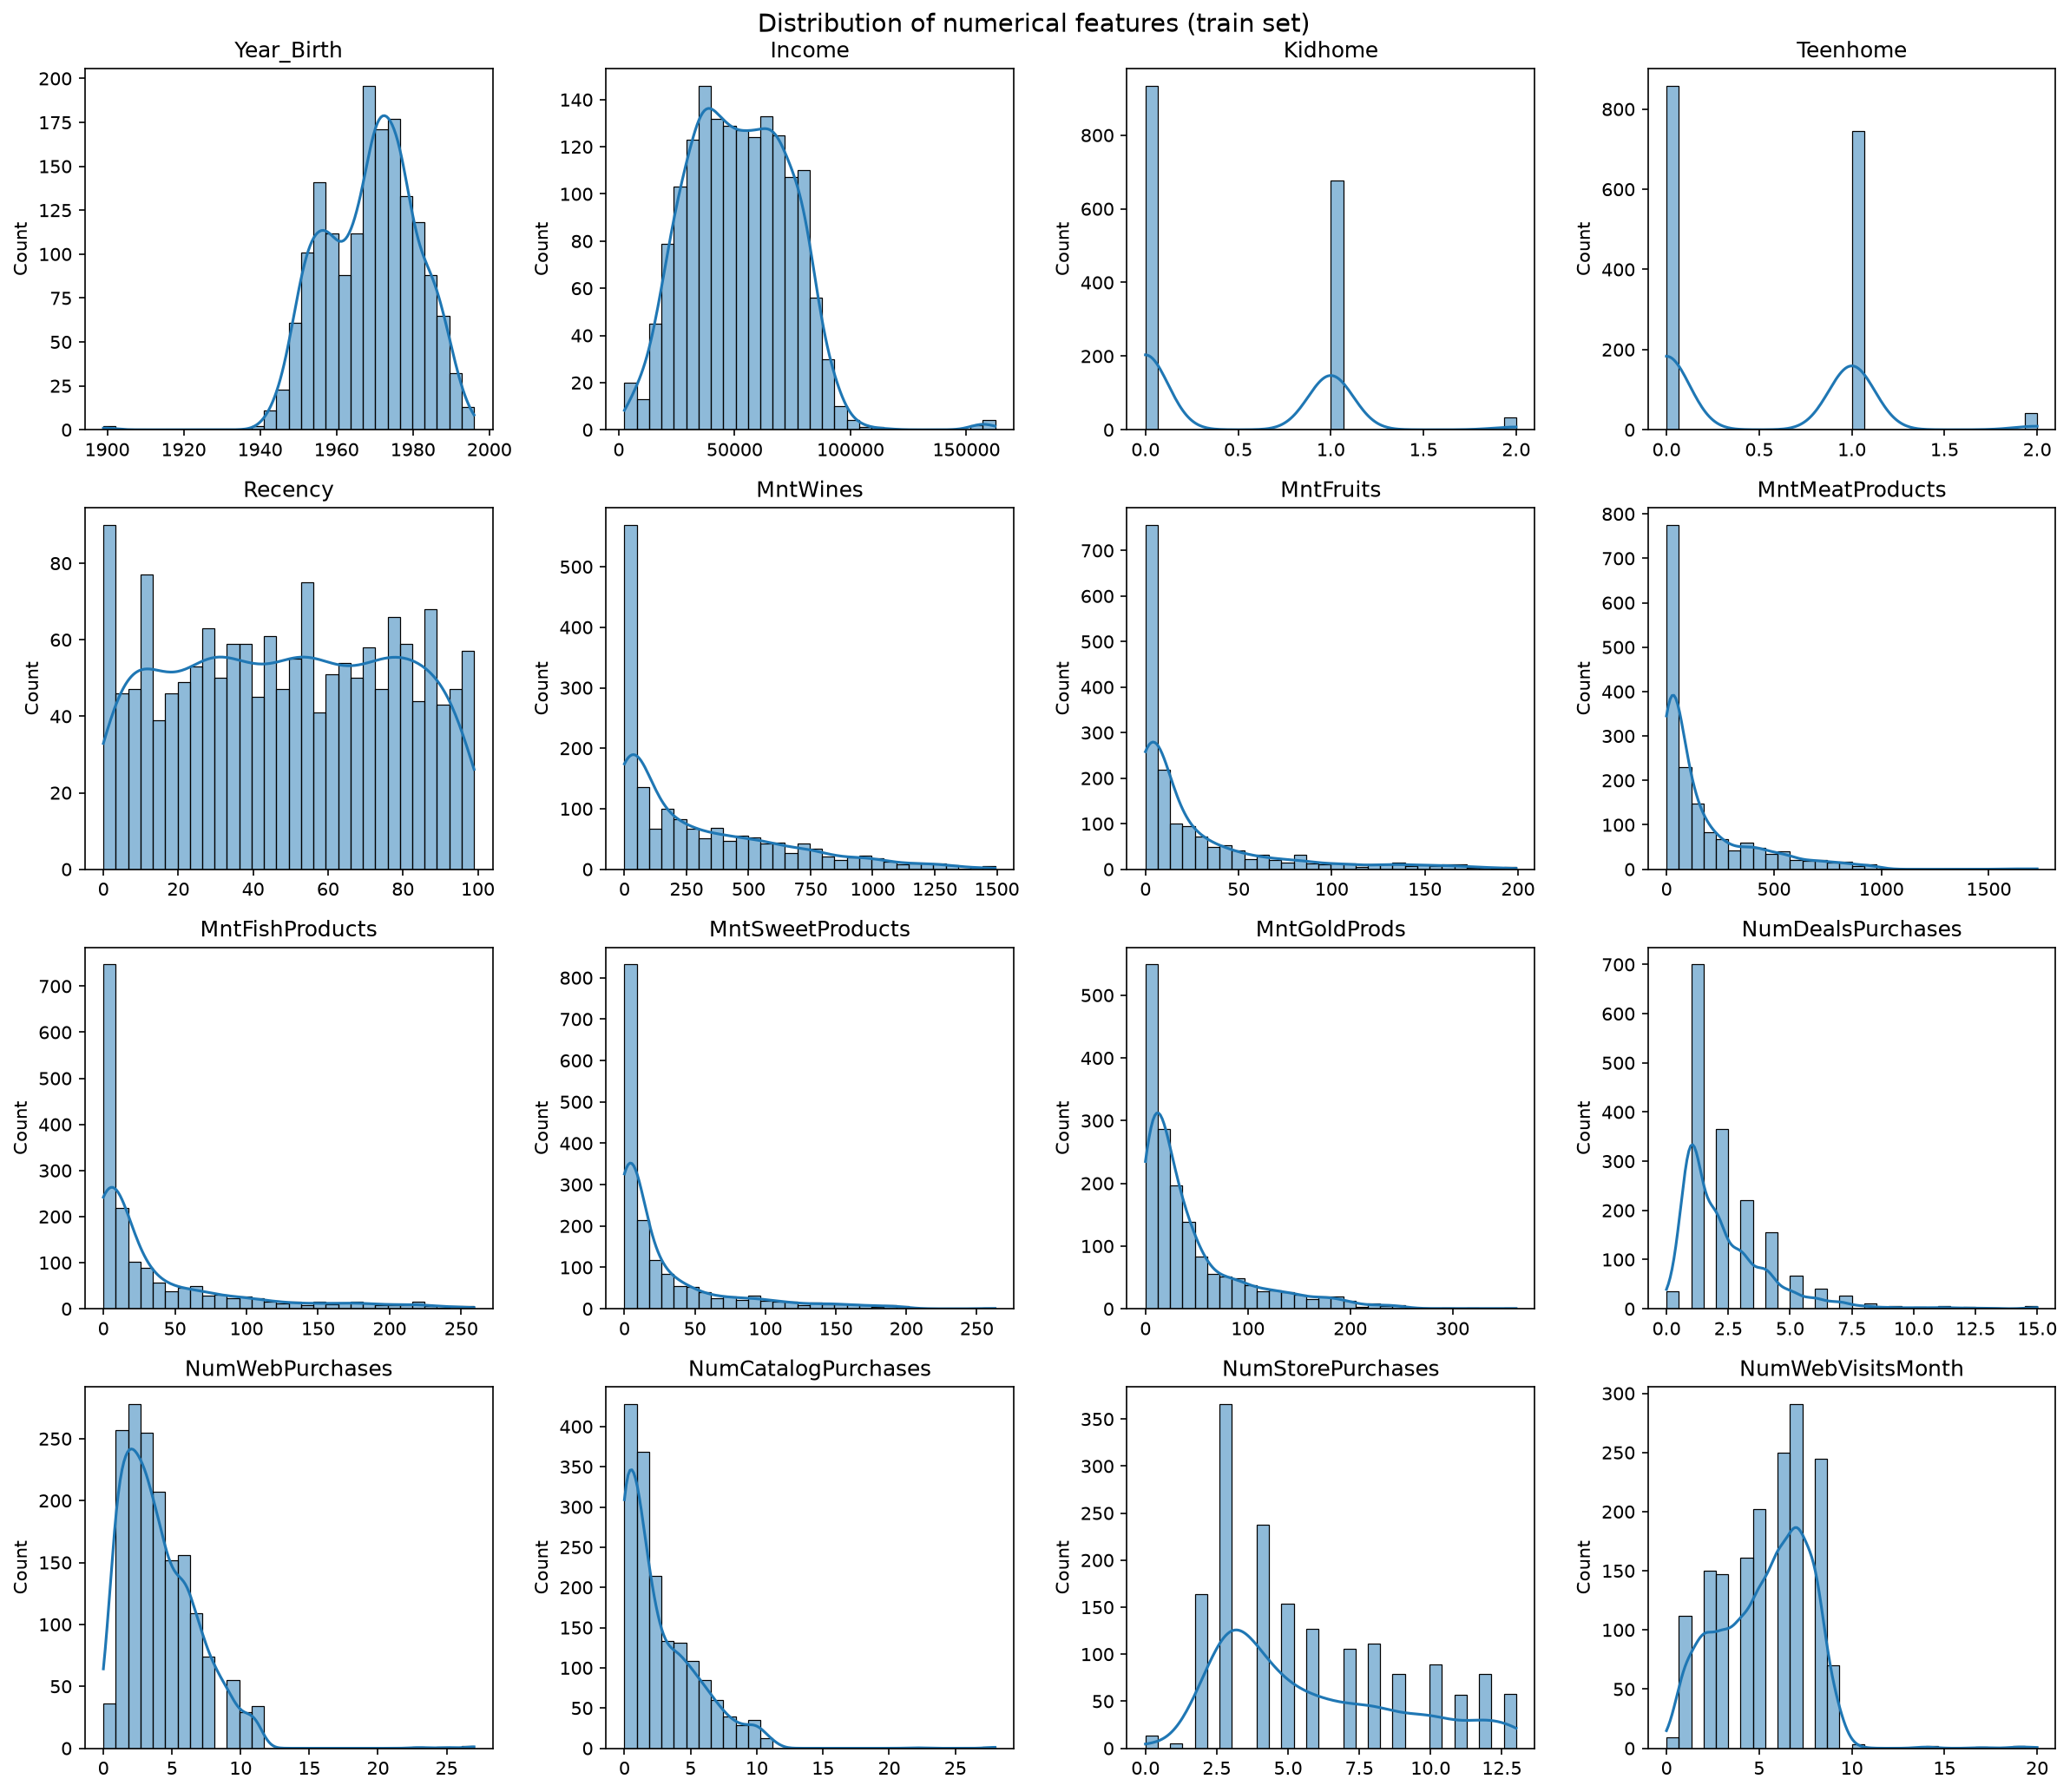 Distribution of numerical features (train set)
Year_Birth
Income
Kidhome
Teenhome
200
175
150
125
100
75
50
25
0
Count
1900 1920 1940 1960 1980 2000
140
120
100
80
60
40
20
0
Count
0 50000 100000 150000
800
600
400
200
0
Count
0.0 0.5 1.0 1.5 2.0
800
600
400
200
0
Count
0.0 0.5 1.0 1.5 2.0
Recency
MntWines
MntFruits
MntMeatProducts
80
60
40
20
0
Count
0 20 40 60 80 100
500
400
300
200
100
0
Count
0 250 500 750 1000 1250 1500
700
600
500
400
300
200
100
0
Count
0 50 100 150 200
800
700
600
500
400
300
200
100
0
Count
0 500 1000 1500
MntFishProducts
MntSweetProducts
MntGoldProds
NumDealsPurchases
700
600
500
400
300
200
100
0
Count
0 50 100 150 200 250
800
700
600
500
400
300
200
100
0
Count
0 50 100 150 200 250
500
400
300
200
100
0
Count
0 100 200 300
700
600
500
400
300
200
100
0
Count
0.0 2.5 5.0 7.5 10.0 12.5 15.0
NumWebPurchases
NumCatalogPurchases
NumStorePurchases
NumWebVisitsMonth
250
200
150
100
50
0
Count
0 5 10 15 20 25
400
350
300
250
200
150
100
50
0
Count
0 5 10 15 20 25
350
300
250
200
150
100
50
0
Count
0.0 2.5 5.0 7.5 10.0 12.5
300
250
200
150
100
50
0
Count
0 5 10 15 20